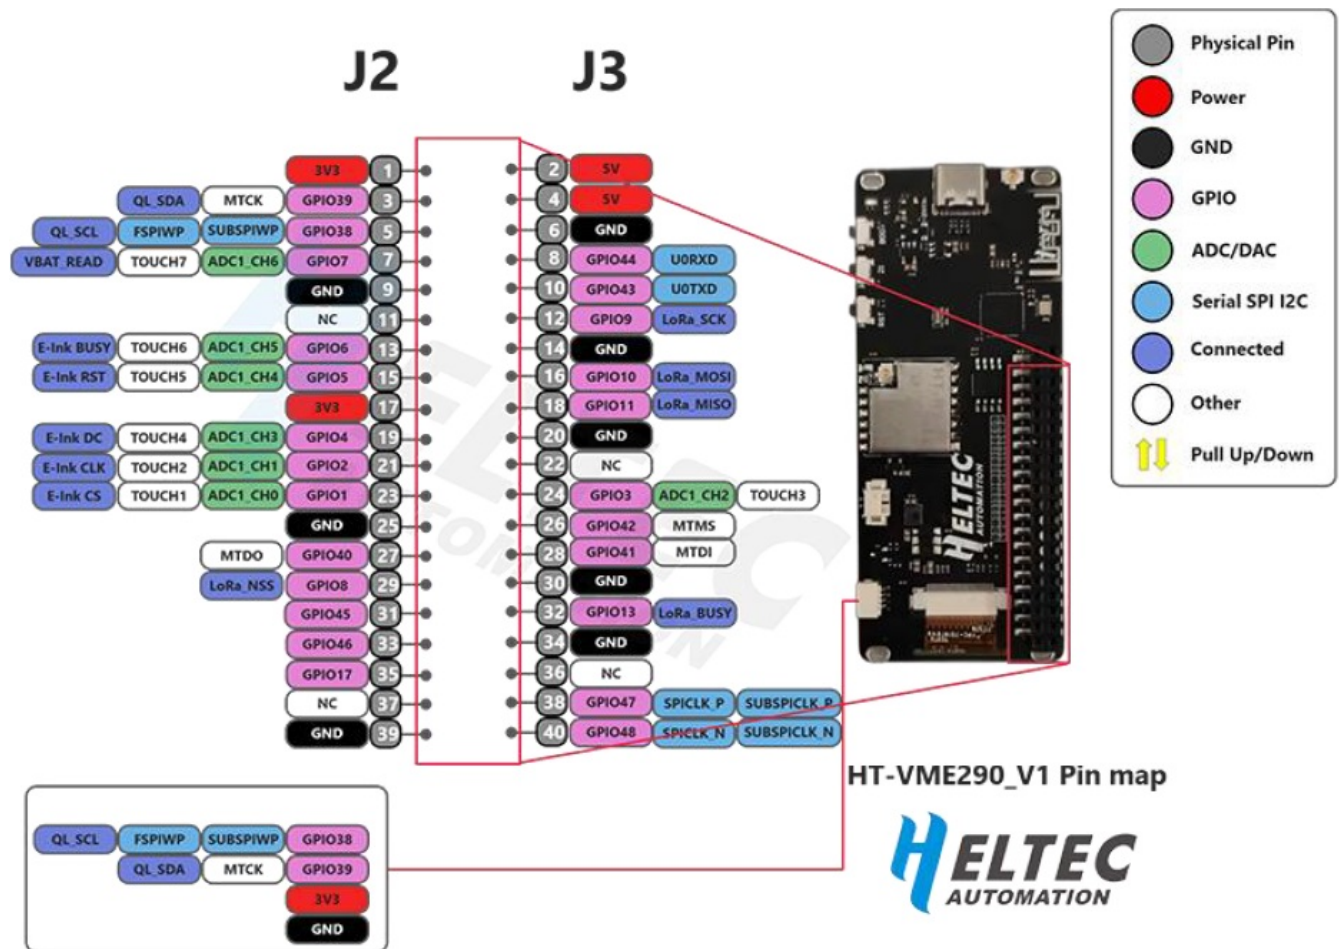 J2 J3
3V3 1 2 5V
QL_SDA MTCK GPIO39 3 4 5V
QL_SCL FSPIWP SUBSPIWP GPIO38 5 6 GND
VBAT_READ TOUCH7 ADC1_CH6 GPIO7 7 8 GPIO44 U0RXD
GND 9 10 GPIO43 U0TXD
NC 11 12 GPIO9 LoRa_SCK
E-Ink BUSY TOUCH6 ADC1_CH5 GPIO6 13 14 GND
E-Ink RST TOUCH5 ADC1_CH4 GPIO5 15 16 GPIO10 LoRa_MOSI
3V3 17 18 GPIO11 LoRa_MISO
E-Ink DC TOUCH4 ADC1_CH3 GPIO4 19 20 GND
E-Ink CLK TOUCH2 ADC1_CH1 GPIO2 21 22 NC
E-Ink CS TOUCH1 ADC1_CH0 GPIO1 23 24 GPIO3 ADC1_CH2 TOUCH3
GND 25 26 GPIO42 MTMS
MTDO GPIO40 27 28 GPIO41 MTDI
LoRa_NSS GPIO8 29 30 GND
GPIO45 31 32 GPIO13 LoRa_BUSY
GPIO46 33 34 GND
GPIO17 35 36 NC
NC 37 38 GPIO47 SPICLK_P SUBSPICLK_P
GND 39 40 GPIO48 SPICLK_N SUBSPICLK_N
HELTEC
AUTOMATION
Physical Pin
Power
GND
GPIO
ADC/DAC
Serial SPI I2C
Connected
Other
Pull Up/Down
HELTEC
AUTOMATION
QL_SCL FSPIWP SUBSPIWP GPIO38
QL_SDA MTCK GPIO39
3V3
GND
HT-VME290_V1 Pin map
HELTEC
AUTOMATION